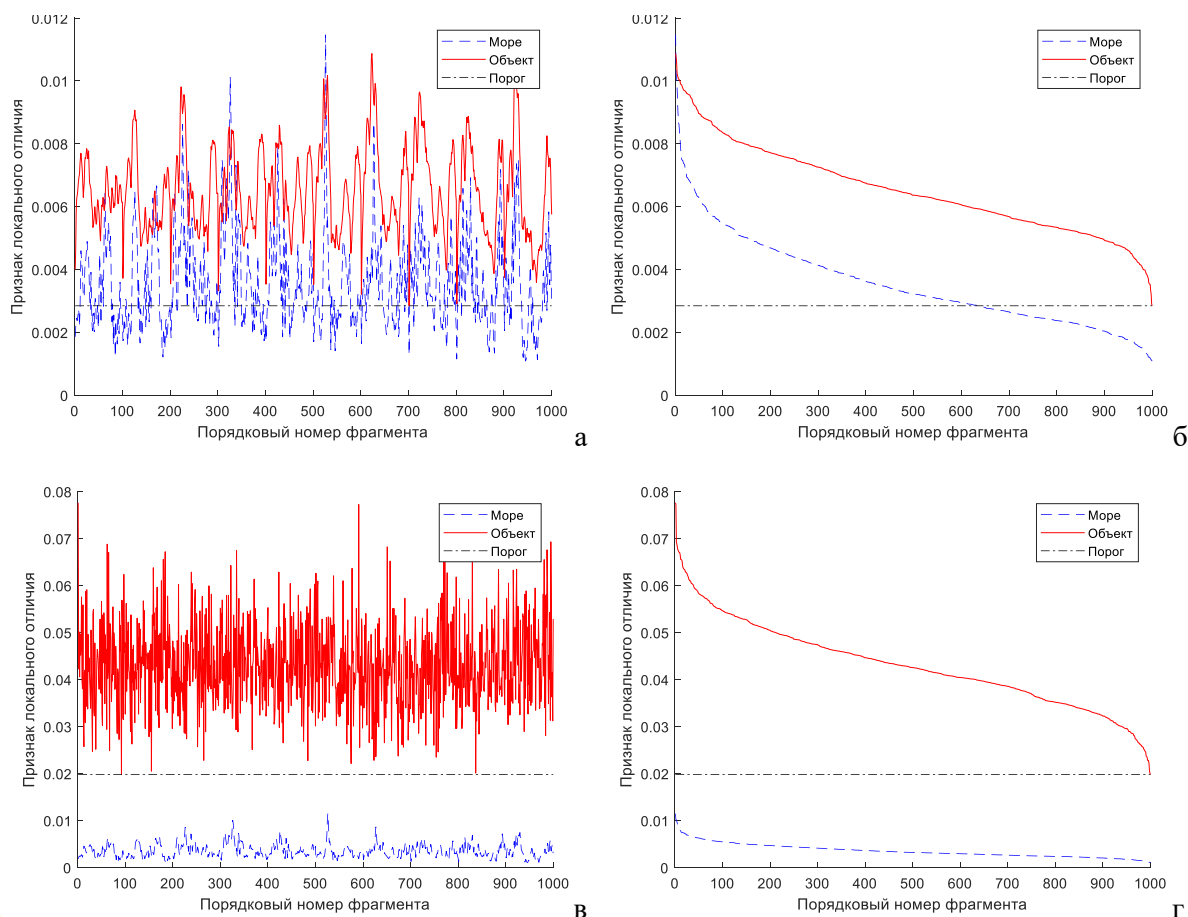 0.012
0.01
0.008
0.006
0.004
0.002
0
Признак локального отличия
Море
Объект
Порог
0 100 200 300 400 500 600 700 800 900 1000
Порядковый номер фрагмента
а
0.012
0.01
0.008
0.006
0.004
0.002
0
Признак локального отличия
Море
Объект
Порог
0 100 200 300 400 500 600 700 800 900 1000
Порядковый номер фрагмента
б
0.08
0.07
0.06
0.05
0.04
0.03
0.02
0.01
0
Признак локального отличия
Море
Объект
Порог
0 100 200 300 400 500 600 700 800 900 1000
Порядковый номер фрагмента
в
0.08
0.07
0.06
0.05
0.04
0.03
0.02
0.01
0
Признак локального отличия
Море
Объект
Порог
0 100 200 300 400 500 600 700 800 900 1000
Порядковый номер фрагмента
г